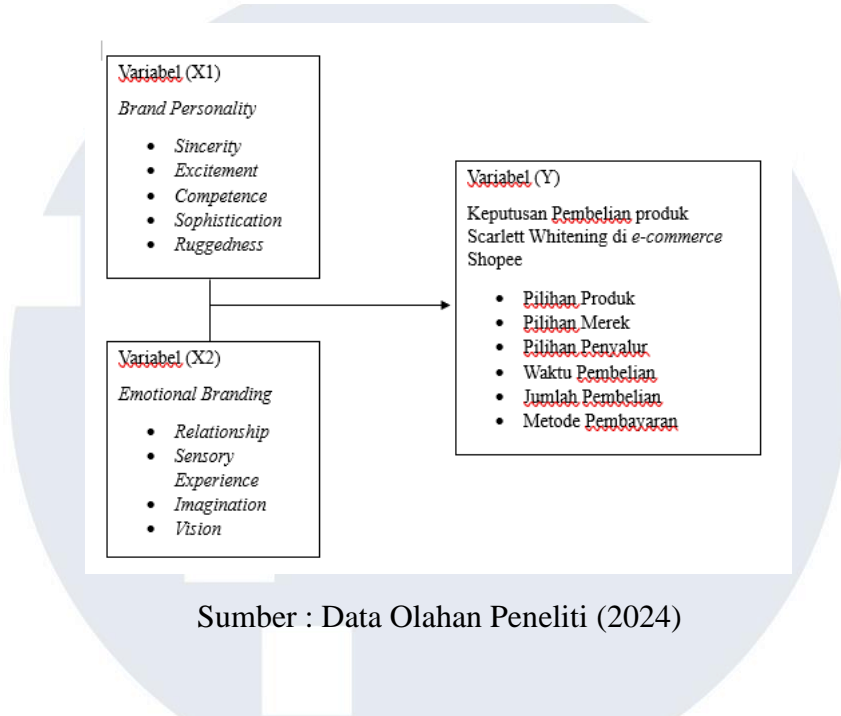 Variabel (X1)
Brand Personality
• Sincerity
• Excitement
• Competence
• Sophistication
• Ruggedness
Variabel (X2)
Emotional Branding
• Relationship
• Sensory
Experience
• Imagination
• Vision
Variabel (Y)
Keputusan Pembelian produk
Scarlett Whitening di e-commerce
Shopee
• Pilihan Produk
• Pilihan Merek
• Pilihan Penyalur
• Waktu Pembelian
• Jumlah Pembelian
• Metode Pembayaran
Sumber : Data Olahan Peneliti (2024)